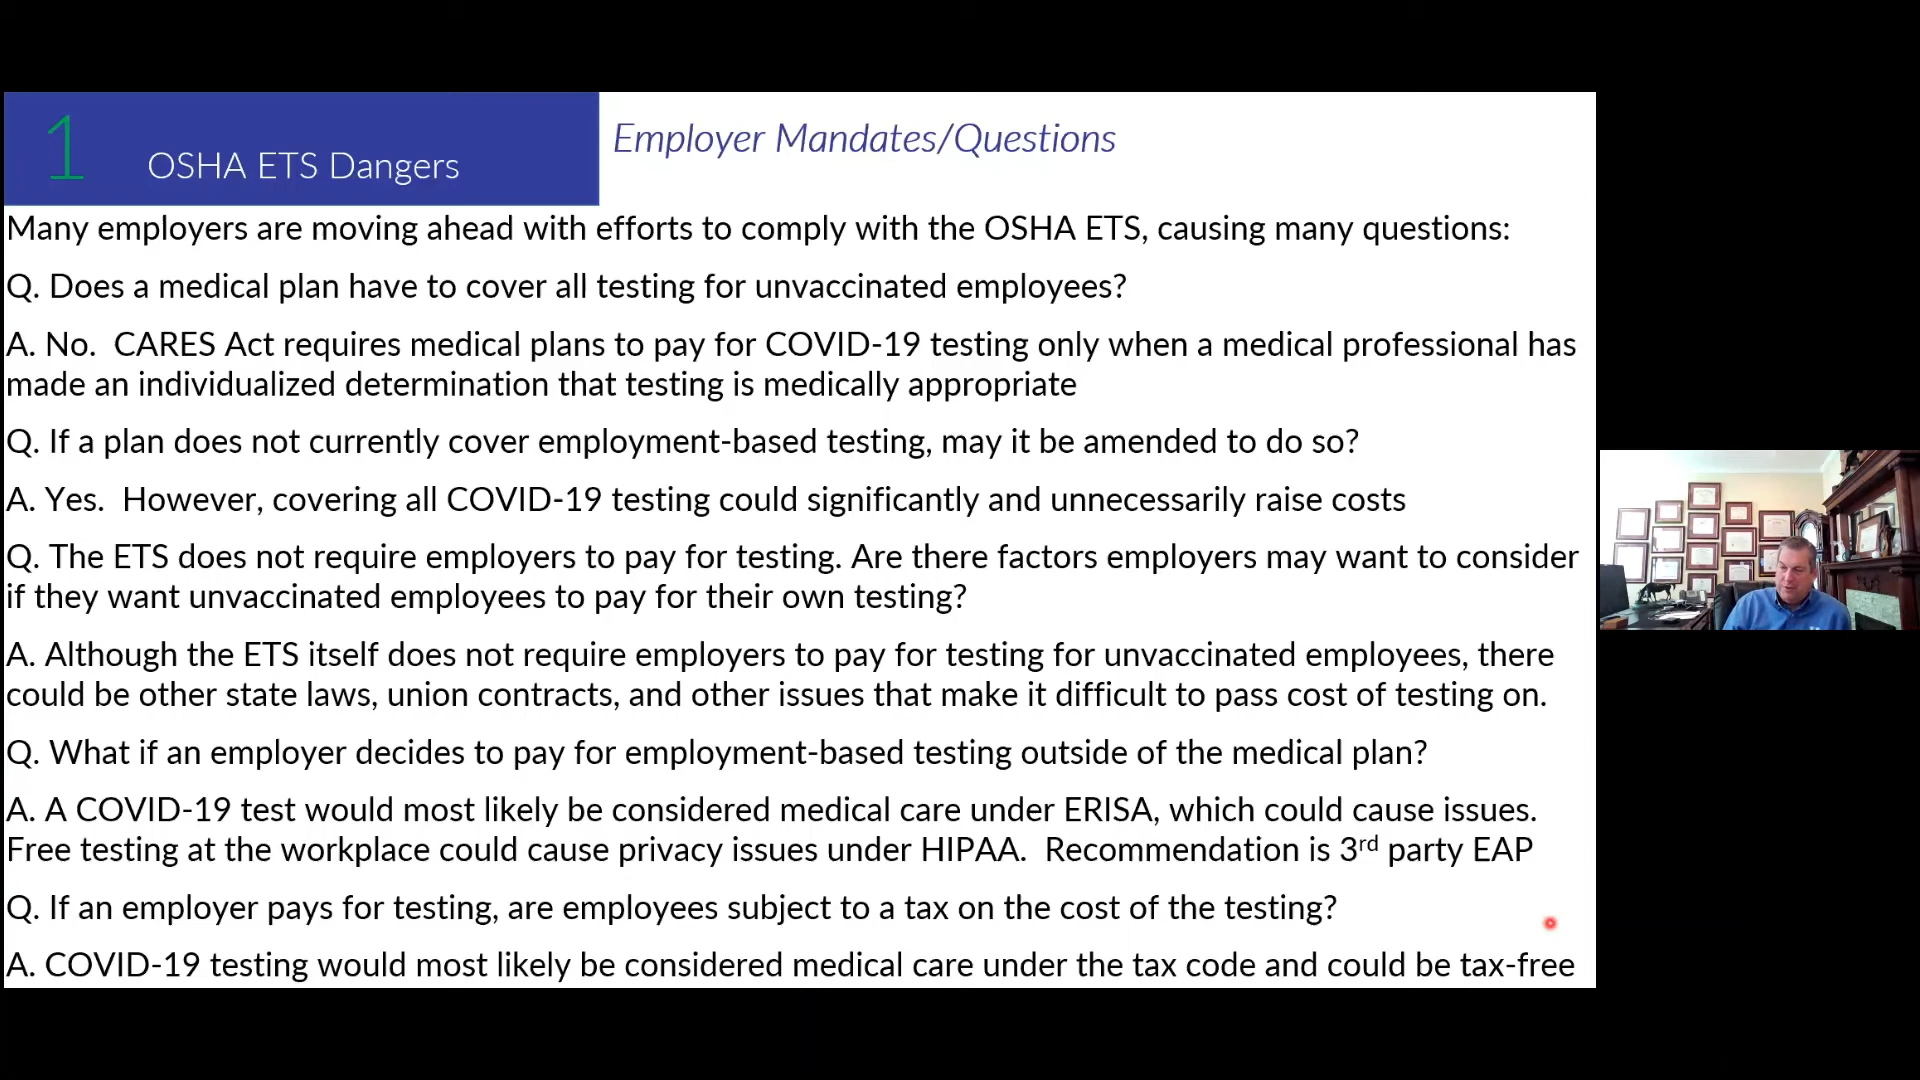 1
OSHA ETS Dangers
Employer Mandates/Questions
Many employers are moving ahead with efforts to comply with the OSHA ETS, causing many questions:
Q. Does a medical plan have to cover all testing for unvaccinated employees?
A. No.  CARES Act requires medical plans to pay for COVID-19 testing only when a medical professional has
made an individualized determination that testing is medically appropriate
Q. If a plan does not currently cover employment-based testing, may it be amended to do so?
A. Yes.  However, covering all COVID-19 testing could significantly and unnecessarily raise costs
Q. The ETS does not require employers to pay for testing. Are there factors employers may want to consider
if they want unvaccinated employees to pay for their own testing?
A. Although the ETS itself does not require employers to pay for testing for unvaccinated employees, there
could be other state laws, union contracts, and other issues that make it difficult to pass cost of testing on.
Q. What if an employer decides to pay for employment-based testing outside of the medical plan?
A. A COVID-19 test would most likely be considered medical care under ERISA, which could cause issues.
Free testing at the workplace could cause privacy issues under HIPAA.  Recommendation is 3rd party EAP
Q. If an employer pays for testing, are employees subject to a tax on the cost of the testing?
A. COVID-19 testing would most likely be considered medical care under the tax code and could be tax-free